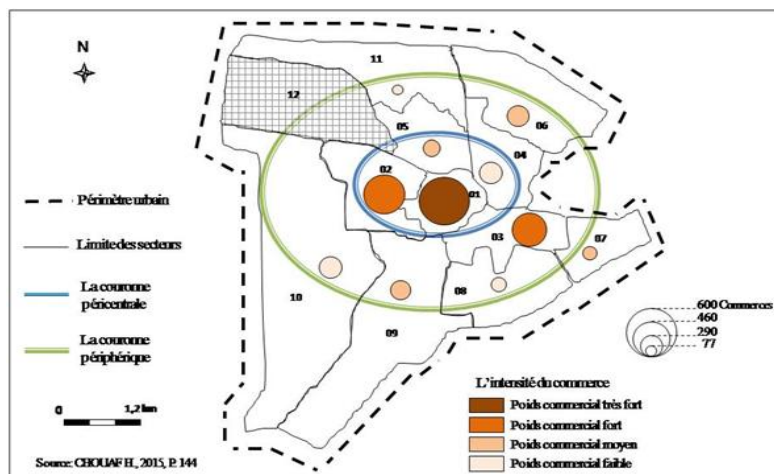 N
11
12
05
06
04
02
01
03
07
10
08
09
Périmètre urbain
Limite des secteurs
La couronne
péricentrale
La couronne
périphérique
0 1,2 km
600 Commerces
460
290
77
L'intensité du commerce
Poids commercial très fort
Poids commercial fort
Poids commercial moyen
Poids commercial faible
Source: CHOUAF H., 2015, P. 144